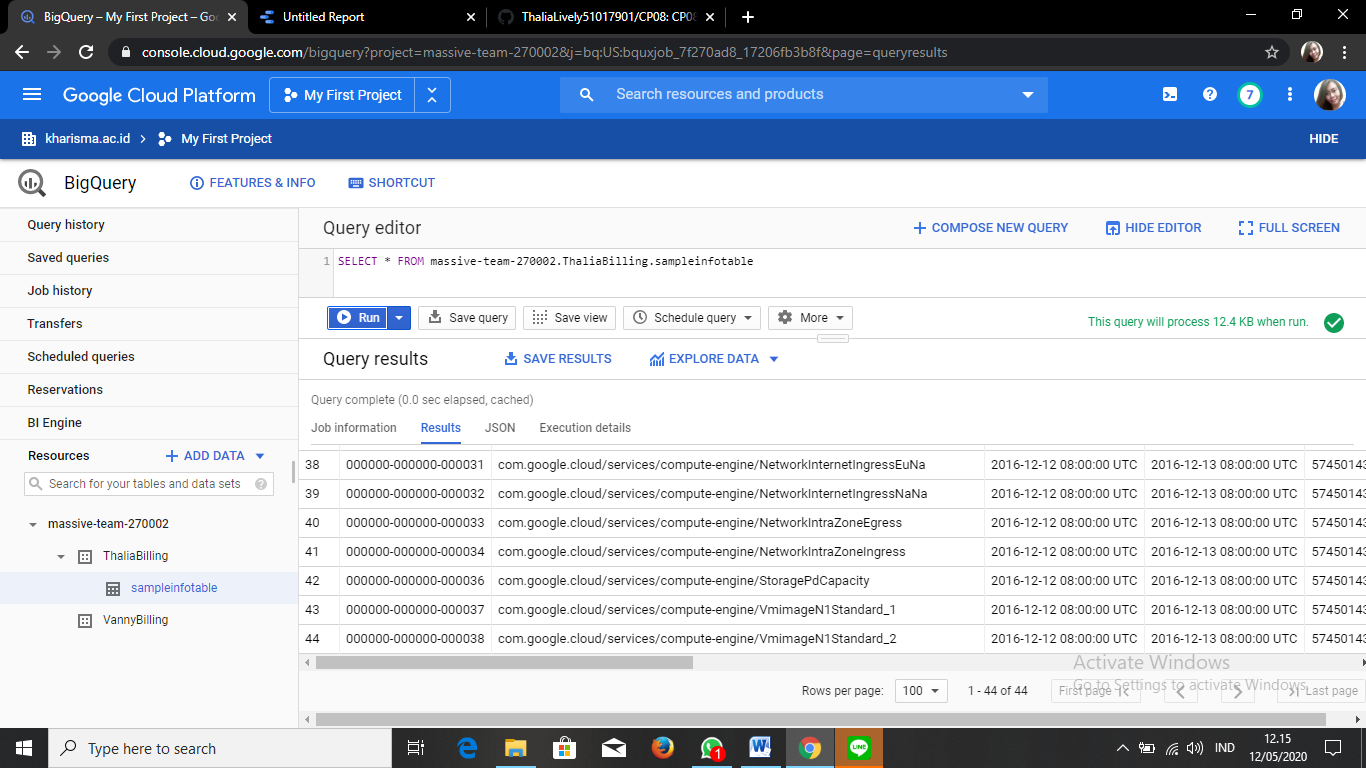 BigQuery – My First Project – Goo
Untitled Report
ThaliaLively51017901/CP08: CP08
console.cloud.google.com/bigquery?project=massive-team-270002&j=bq:US:bquxjob_7f270ad8_17206fb3b8f&page=queryresults
Google Cloud Platform
My First Project
Search resources and products
7
kharisma.ac.id
My First Project
HIDE
BigQuery
FEATURES & INFO
SHORTCUT
Query history
Saved queries
Job history
Transfers
Scheduled queries
Reservations
BI Engine
Resources
ADD DATA
Search for your tables and data sets
massive-team-270002
ThaliaBilling
sampleinfotable
VannyBilling
Query editor
COMPOSE NEW QUERY
HIDE EDITOR
FULL SCREEN
1 SELECT * FROM massive-team-270002.ThaliaBilling.sampleinfotable
Run
Save query
Save view
Schedule query
More
This query will process 12.4 KB when run.
Query results
SAVE RESULTS
EXPLORE DATA
Query complete (0.0 sec elapsed, cached)
Job information Results JSON Execution details
38 000000-000000-000031 com.google.cloud/services/compute-engine/NetworkInternetIngressEuNa 2016-12-12 08:00:00 UTC 2016-12-13 08:00:00 UTC 57450143
39 000000-000000-000032 com.google.cloud/services/compute-engine/NetworkInternetIngressNaNa 2016-12-12 08:00:00 UTC 2016-12-13 08:00:00 UTC 57450143
40 000000-000000-000033 com.google.cloud/services/compute-engine/NetworkIntraZoneEgress 2016-12-12 08:00:00 UTC 2016-12-13 08:00:00 UTC 57450143
41 000000-000000-000034 com.google.cloud/services/compute-engine/NetworkIntraZoneIngress 2016-12-12 08:00:00 UTC 2016-12-13 08:00:00 UTC 57450143
42 000000-000000-000036 com.google.cloud/services/compute-engine/StoragePdCapacity 2016-12-12 08:00:00 UTC 2016-12-13 08:00:00 UTC 57450143
43 000000-000000-000037 com.google.cloud/services/compute-engine/VmimageN1Standard_1 2016-12-12 08:00:00 UTC 2016-12-13 08:00:00 UTC 57450143
44 000000-000000-000038 com.google.cloud/services/compute-engine/VmimageN1Standard_2 2016-12-12 08:00:00 UTC 2016-12-13 08:00:00 UTC 57450143
Activate Windows
Go to Settings to activate Windows.
Rows per page: 100 1 - 44 of 44 First page Last page
Type here to search
1
IND
12.15
12/05/2020